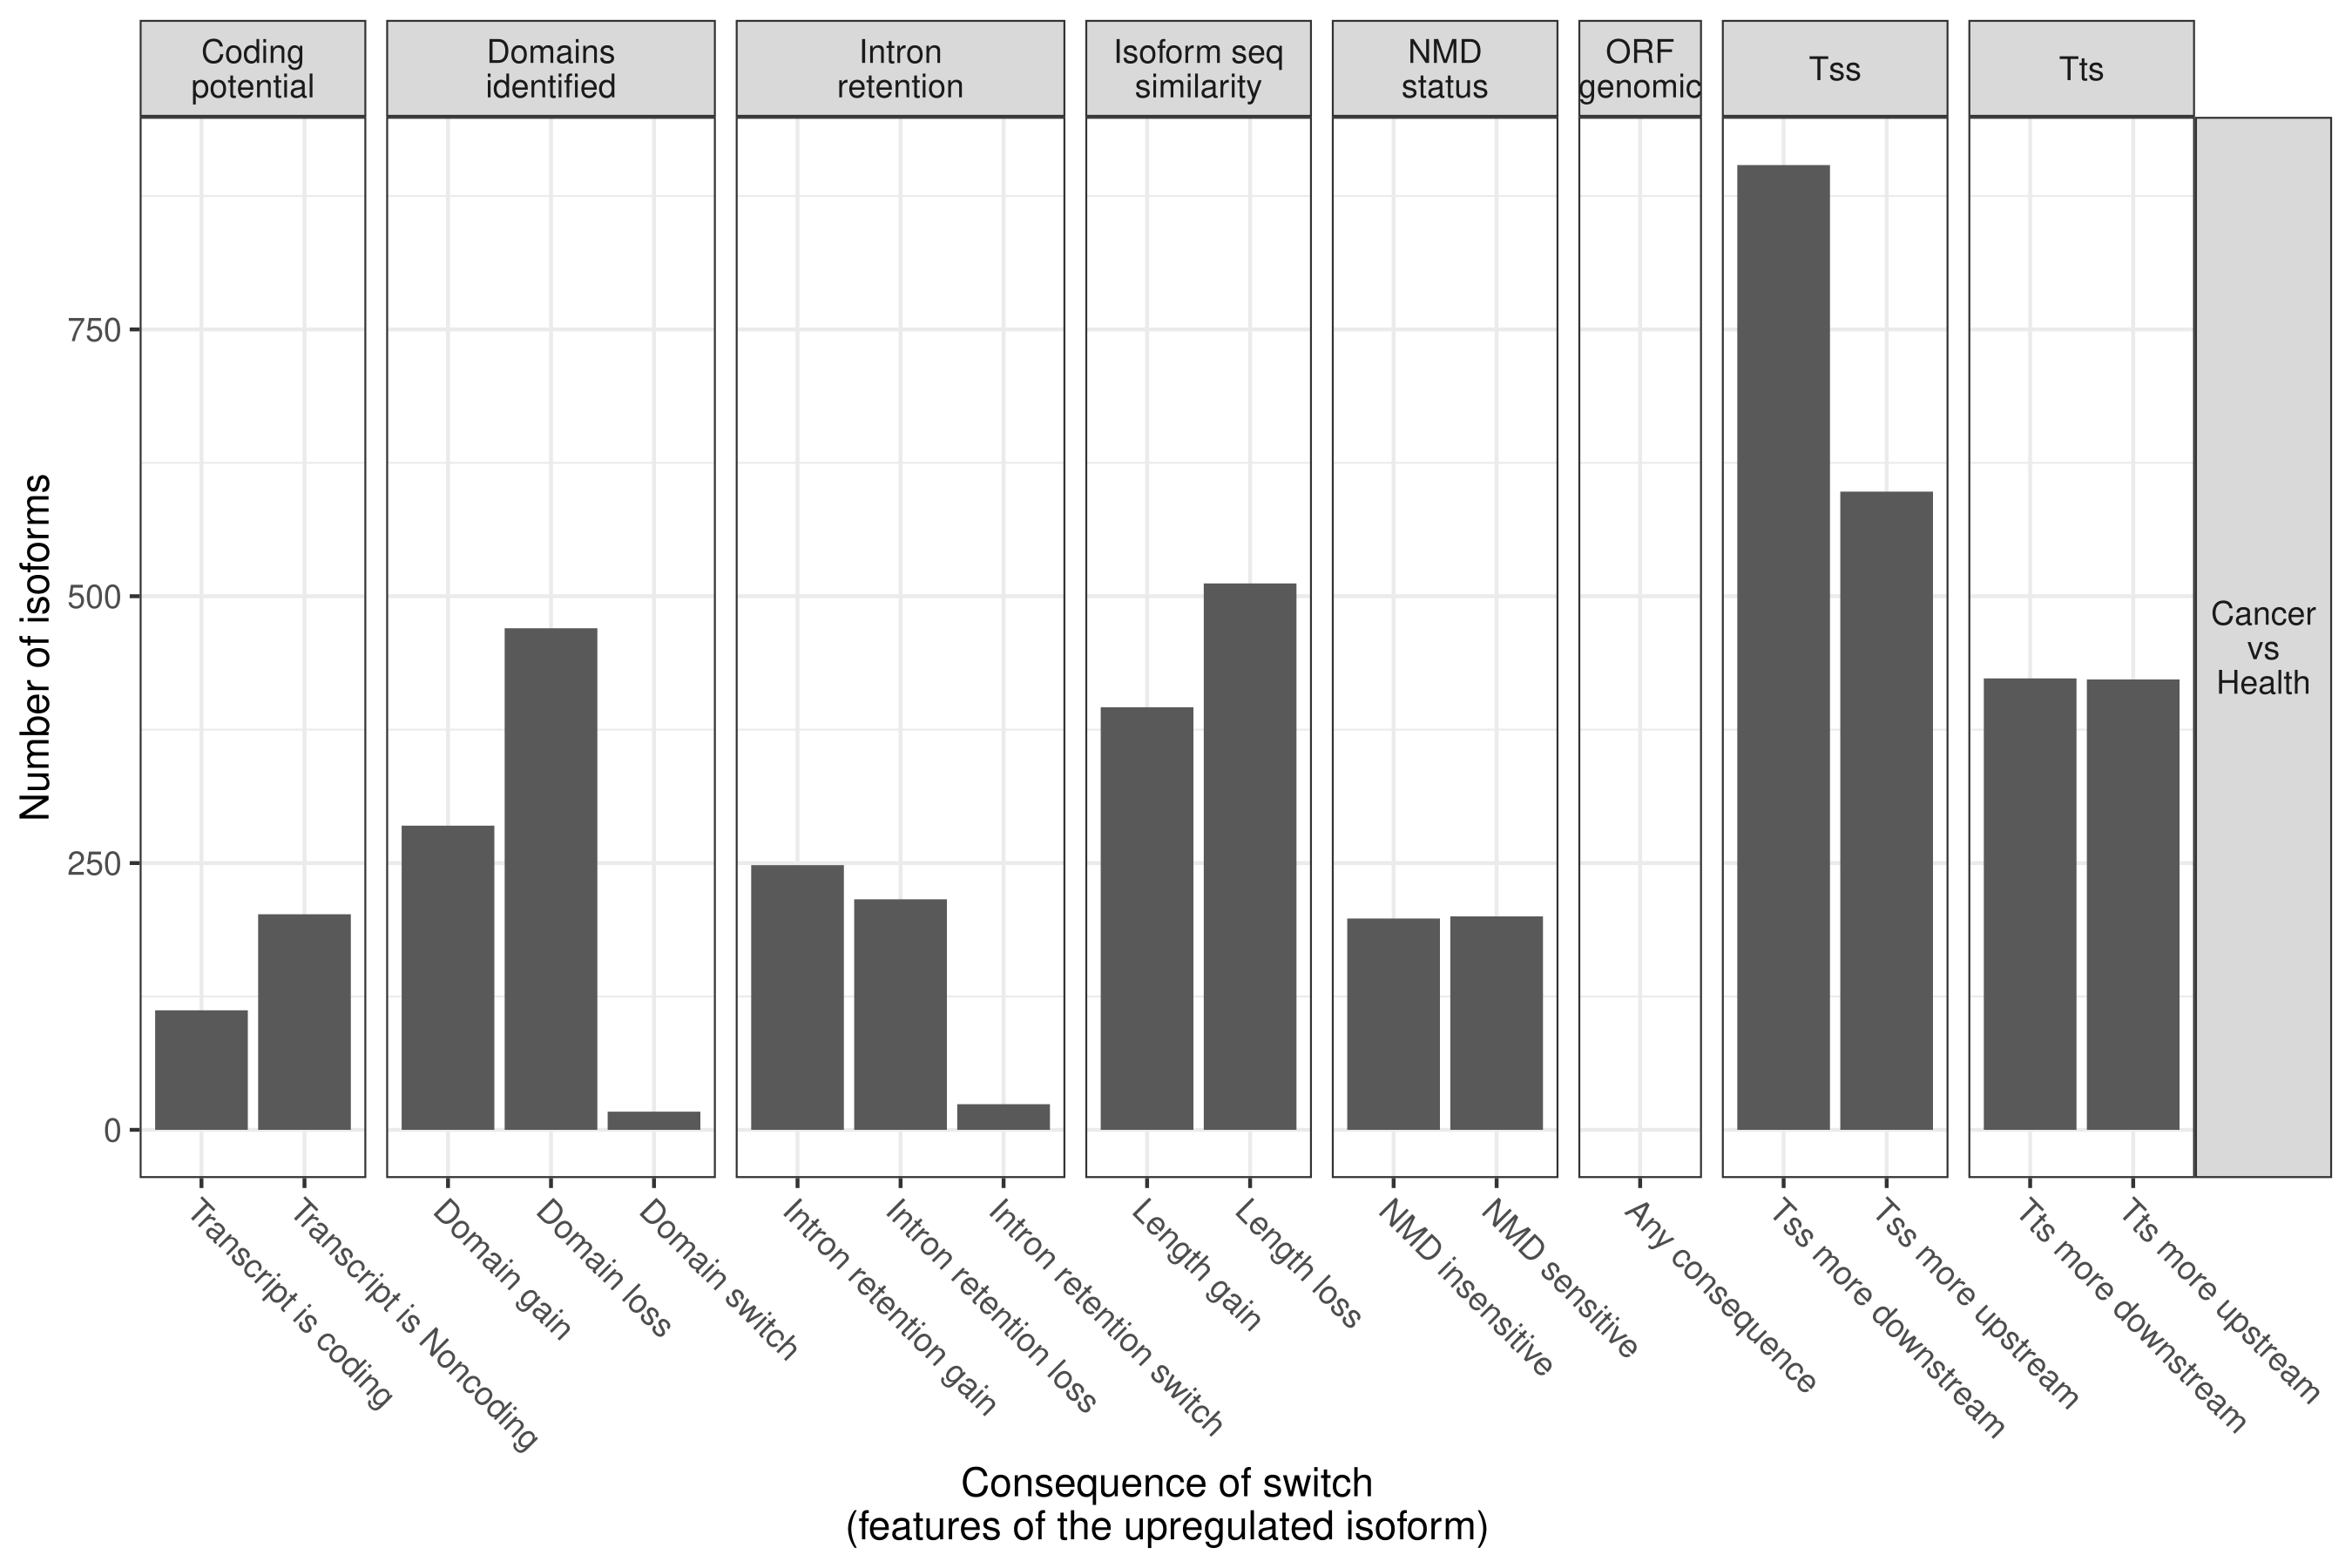 Coding
potential
Domains
identified
Intron
retention
Isoform seq
similarity
NMD
status
ORF
genomic
Tss
Tts
Number of isoforms
750
500
250
0
Cancer
vs
Health
Transcript is coding
Transcript is Noncoding
Domain gain
Domain loss
Domain switch
Intron retention gain
Intron retention loss
Intron retention switch
Length gain
Length loss
NMD insensitive
NMD sensitive
Any consequence
Tss more downstream
Tss more upstream
Tts more downstream
Tts more upstream
Consequence of switch
(features of the upregulated isoform)